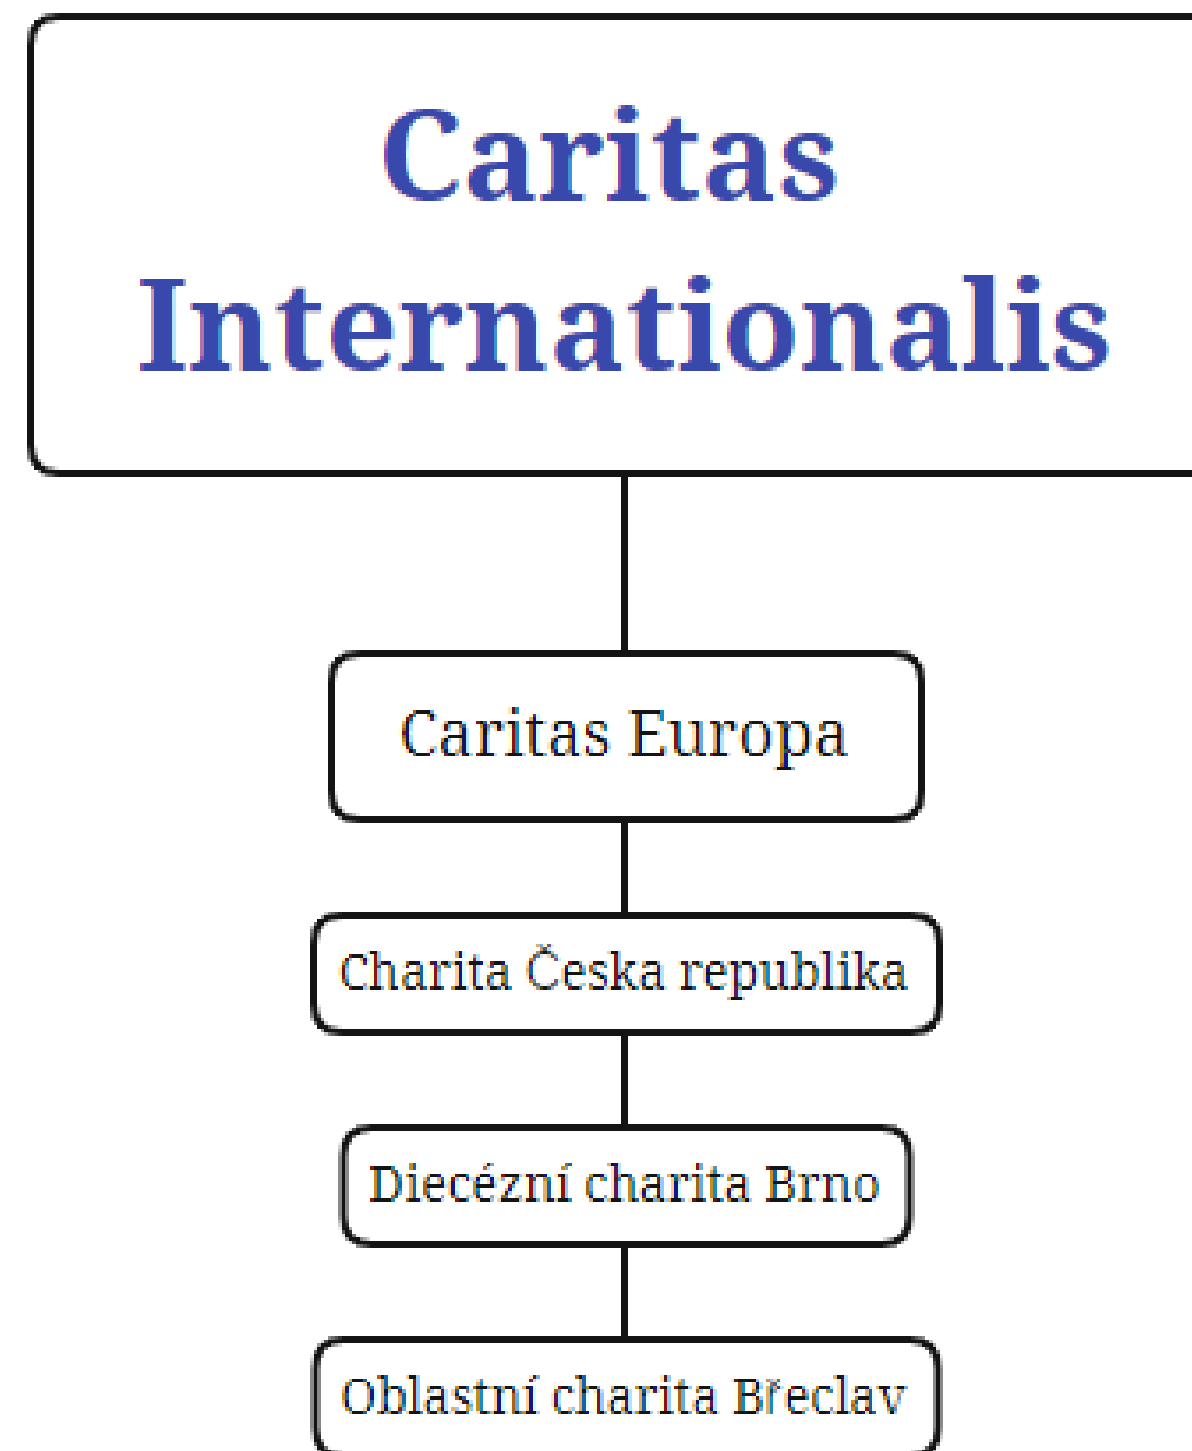 Caritas
Internationalis
Caritas Europa
Charita Česka republika
Diecézní charita Brno
Oblastní charita Břeclav